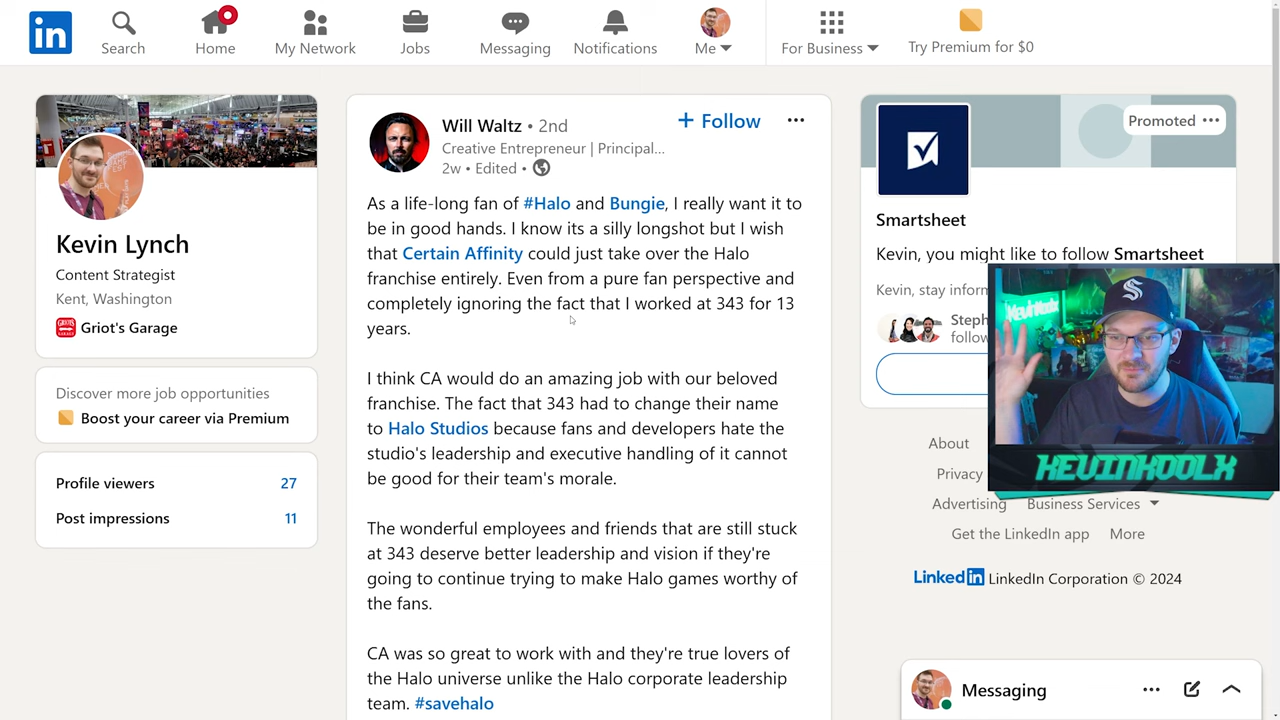 in
Search
Home
My Network
Jobs
Messaging
Notifications
Me
For Business
Try Premium for $0
Kevin Lynch
Content Strategist
Kent, Washington
GRIOT'S GARAGE
Griot's Garage
Discover more job opportunities
Boost your career via Premium
Profile viewers 27
Post impressions 11
Will Waltz • 2nd
+ Follow
Creative Entrepreneur | Principal...
2w • Edited •
As a life-long fan of #Halo and Bungie, I really want it to
be in good hands. I know its a silly longshot but I wish
that Certain Affinity could just take over the Halo
franchise entirely. Even from a pure fan perspective and
completely ignoring the fact that I worked at 343 for 13
years.
I think CA would do an amazing job with our beloved
franchise. The fact that 343 had to change their name
to Halo Studios because fans and developers hate the
studio's leadership and executive handling of it cannot
be good for their team's morale.
The wonderful employees and friends that are still stuck
at 343 deserve better leadership and vision if they're
going to continue trying to make Halo games worthy of
the fans.
CA was so great to work with and they're true lovers of
the Halo universe unlike the Halo corporate leadership
team. #savehalo
Promoted
Smartsheet
Kevin, you might like to follow Smartsheet
Kevin, stay inform
Steph
follow
KEVINKOOLX
About
Privacy
Advertising
Business Services
Get the LinkedIn app
More
Linkedin LinkedIn Corporation © 2024
Messaging